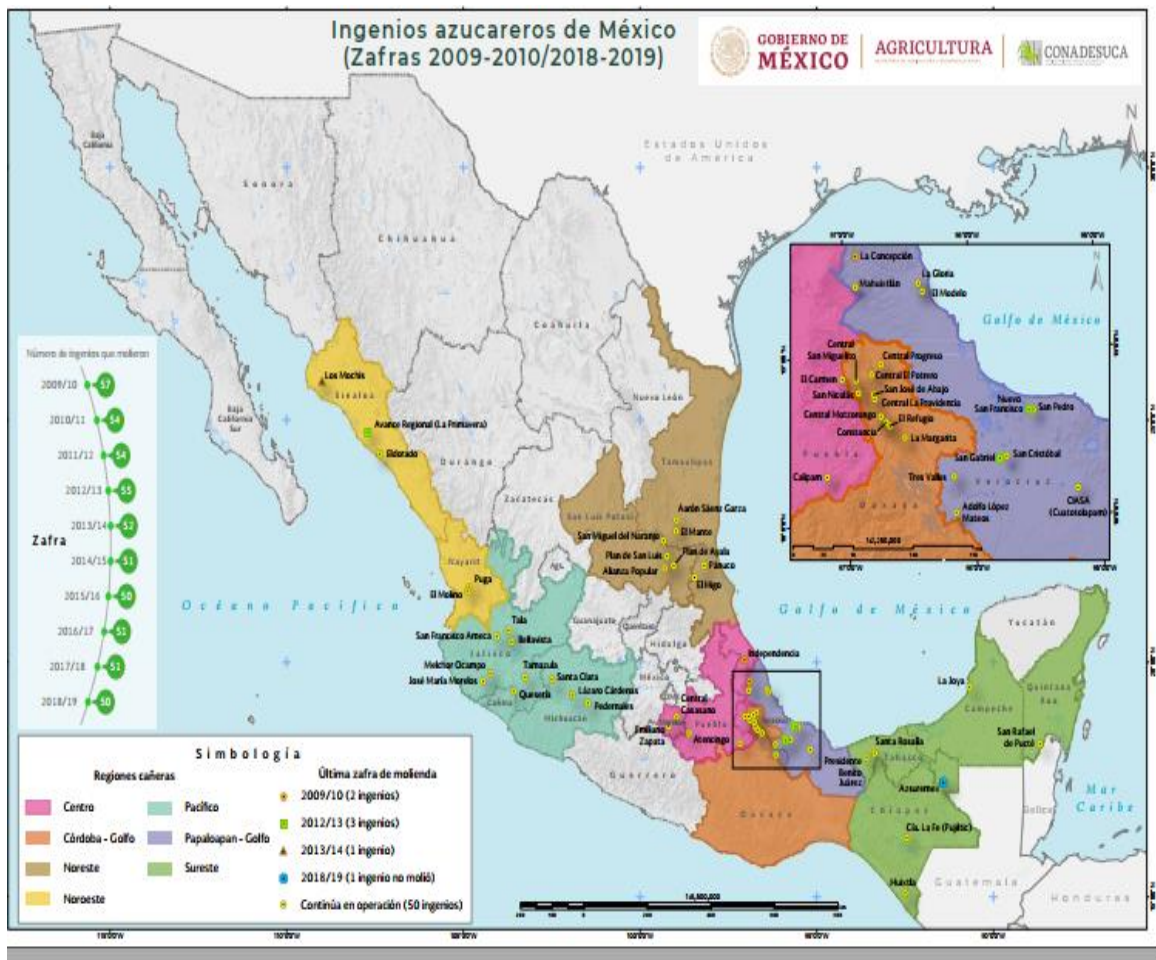 Ingenios azucareros de México
(Zafras 2009-2010/2018-2019)
GOBIERNO DE
MÉXICO
AGRICULTURA
CONADESUCA
N
Estados Unidos
de América
Baja
California
Sonora
Chihuahua
Coahuila
Nuevo León
Tamaulipas
Durango
Sinaloa
Zacatecas
San Luis Potosí
Baja
California
Sur
Nayarit
Ags.
Jalisco
Colima
Michoacán
Guanajuato
Querétaro
Hidalgo
México
Puebla
Guerrero
Oaxaca
Chiapas
Tabasco
Campeche
Yucatán
Quintana
Roo
Belice
Guatemala
Honduras
Océano Pacífico
Golfo de México
Mar
Caribe
Número de ingenios que molieron
2009/10 57
2010/11 54
2011/12 54
2012/13 55
2013/14 52
Zafra
2014/15 51
2015/16 50
2016/17 51
2017/18 51
2018/19 50
Los Mochis
Avance Regional (La Primavera)
Eldorado
Puga
El Molino
Aarón Sáenz Garza
El Mante
San Miguel del Naranjo
Plan de San Luis
Plan de Ayala
Alianza Popular
Pánuco
El Higo
Tala
San Francisco Ameca
Bellavista
Melchor Ocampo
Tamazula
José María Morelos
Santa Clara
Quesería
Lázaro Cárdenas
Pedernales
Independencia
Central
Casasano
Emiliano
Zapata
Atencingo
La Joya
San Rafael
de Pucté
Santa Rosalía
Presidente
Benito
Juárez
Azuremex
Cía. La Fe (Pujiltic)
Huixtla
N
La Concepción
Mahuixtlán
La Gloria
El Modelo
Golfo de México
Central
San Miguelito
Central Progreso
El Carmen
Central El Potrero
San Nicolás
San José de Abajo
Central La Providencia
Central Motzorongo
El Refugio
Constancia
La Margarita
Nuevo
San Francisco
San Pedro
San Gabriel
San Cristóbal
Calipam
Tres Valles
Adolfo López
Mateos
CIASA
(Cuatotolapam)
Puebla
Oaxaca
Veracruz
Simbología
Regiones cañeras
Centro
Córdoba - Golfo
Noreste
Noroeste
Pacífico
Papaloapan - Golfo
Sureste
Última zafra de molienda
2009/10 (2 ingenios)
2012/13 (3 ingenios)
2013/14 (1 ingenio)
2018/19 (1 ingenio no molió)
Continúa en operación (50 ingenios)